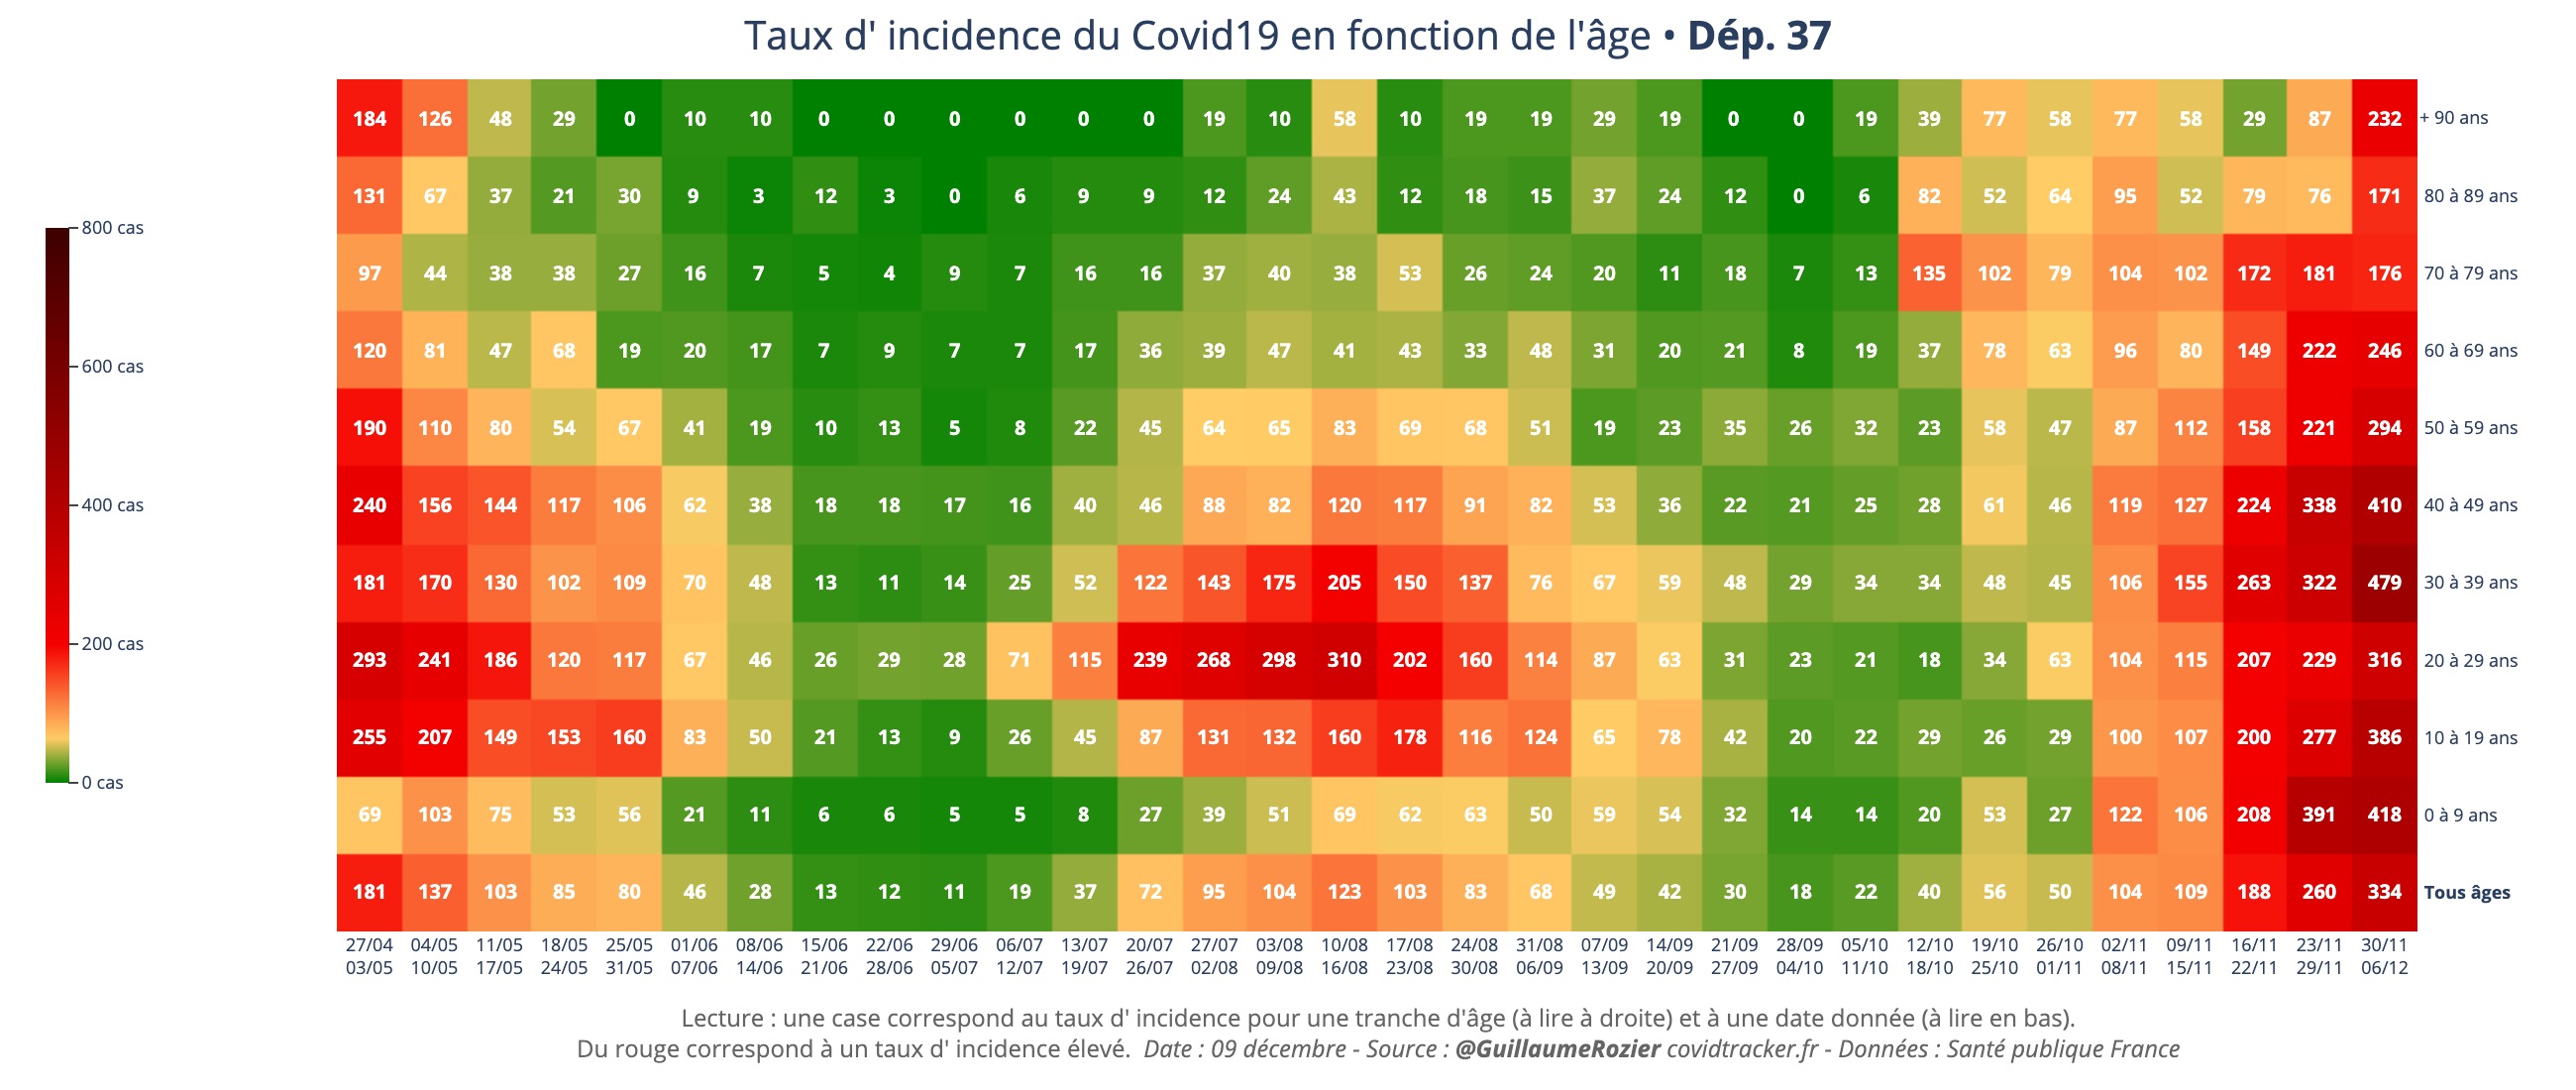 Taux d' incidence du Covid19 en fonction de l'âge • Dép. 37
800 cas
600 cas
400 cas
200 cas
0 cas
184 126 48 29 0 10 10 0 0 0 0 0 0 19 10 58 10 19 19 29 19 0 0 19 39 77 58 77 58 29 87 232 + 90 ans
131 67 37 21 30 9 3 12 3 0 6 9 9 12 24 43 12 18 15 37 24 12 0 6 82 52 64 95 52 79 76 171 80 à 89 ans
97 44 38 38 27 16 7 5 4 9 7 16 16 37 40 38 53 26 24 20 11 18 7 13 135 102 79 104 102 172 181 176 70 à 79 ans
120 81 47 68 19 20 17 7 9 7 7 17 36 39 47 41 43 33 48 31 20 21 8 19 37 78 63 96 80 149 222 246 60 à 69 ans
190 110 80 54 67 41 19 10 13 5 8 22 45 64 65 83 69 68 51 19 23 35 26 32 23 58 47 87 112 158 221 294 50 à 59 ans
240 156 144 117 106 62 38 18 18 17 16 40 46 88 82 120 117 91 82 53 36 22 21 25 28 61 46 119 127 224 338 410 40 à 49 ans
181 170 130 102 109 70 48 13 11 14 25 52 122 143 175 205 150 137 76 67 59 48 29 34 34 48 45 106 155 263 322 479 30 à 39 ans
293 241 186 120 117 67 46 26 29 28 71 115 239 268 298 310 202 160 114 87 63 31 23 21 18 34 63 104 115 207 229 316 20 à 29 ans
255 207 149 153 160 83 50 21 13 9 26 45 87 131 132 160 178 116 124 65 78 42 20 22 29 26 29 100 107 200 277 386 10 à 19 ans
69 103 75 53 56 21 11 6 6 5 5 8 27 39 51 69 62 63 50 59 54 32 14 14 20 53 27 122 106 208 391 418 0 à 9 ans
181 137 103 85 80 46 28 13 12 11 19 37 72 95 104 123 103 83 68 49 42 30 18 22 40 56 50 104 109 188 260 334 Tous âges
27/04 04/05 11/05 18/05 25/05 01/06 08/06 15/06 22/06 29/06 06/07 13/07 20/07 27/07 03/08 10/08 17/08 24/08 31/08 07/09 14/09 21/09 28/09 05/10 12/10 19/10 26/10 02/11 09/11 16/11 23/11 30/11
03/05 10/05 17/05 24/05 31/05 07/06 14/06 21/06 28/06 05/07 12/07 19/07 26/07 02/08 09/08 16/08 23/08 30/08 06/09 13/09 20/09 27/09 04/10 11/10 18/10 25/10 01/11 08/11 15/11 22/11 29/11 06/12
Lecture : une case correspond au taux d' incidence pour une tranche d'âge (à lire à droite) et à une date donnée (à lire en bas).
Du rouge correspond à un taux d' incidence élevé. Date : 09 décembre - Source : @GuillaumeRozier covidtracker.fr - Données : Santé publique France